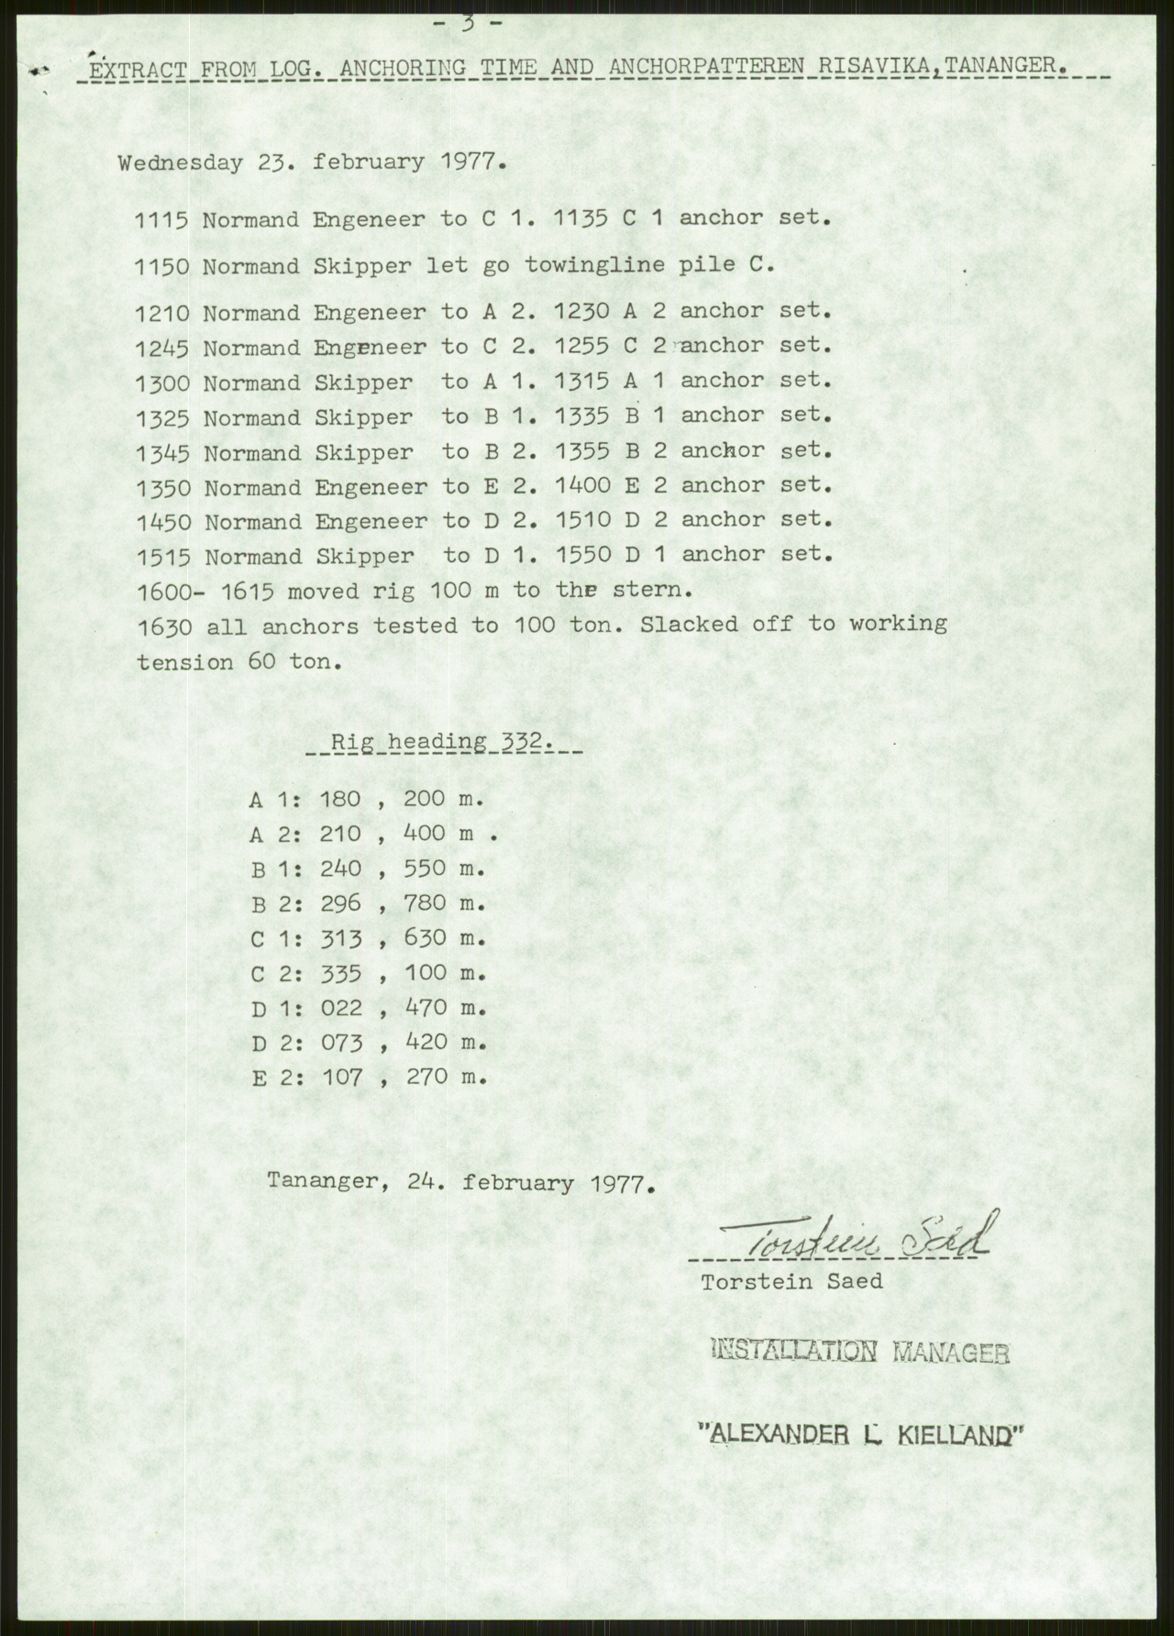 - 3 -
EXTRACT FROM LOG. ANCHORING TIME AND ANCHORPATTEREN RISAVIKA,TANANGER.
Wednesday 23. february 1977.
1115 Normand Engeneer to C 1. 1135 C 1 anchor set.
1150 Normand Skipper let go towingline pile C.
1210 Normand Engeneer to A 2. 1230 A 2 anchor set.
1245 Normand Engeneer to C 2. 1255 C 2 anchor set.
1300 Normand Skipper to A 1. 1315 A 1 anchor set.
1325 Normand Skipper to B 1. 1335 B 1 anchor set.
1345 Normand Skipper to B 2. 1355 B 2 anchor set.
1350 Normand Engeneer to E 2. 1400 E 2 anchor set.
1450 Normand Engeneer to D 2. 1510 D 2 anchor set.
1515 Normand Skipper to D 1. 1550 D 1 anchor set.
1600- 1615 moved rig 100 m to the stern.
1630 all anchors tested to 100 ton. Slacked off to working
tension 60 ton.
Rig heading 332.
A 1: 180 , 200 m.
A 2: 210 , 400 m .
B 1: 240 , 550 m.
B 2: 296 , 780 m.
C 1: 313 , 630 m.
C 2: 335 , 100 m.
D 1: 022 , 470 m.
D 2: 073 , 420 m.
E 2: 107 , 270 m.
Tananger, 24. february 1977.
Torstein Saed
Torstein Saed
INSTALLATION MANAGER
"ALEXANDER L. KIELLAND"